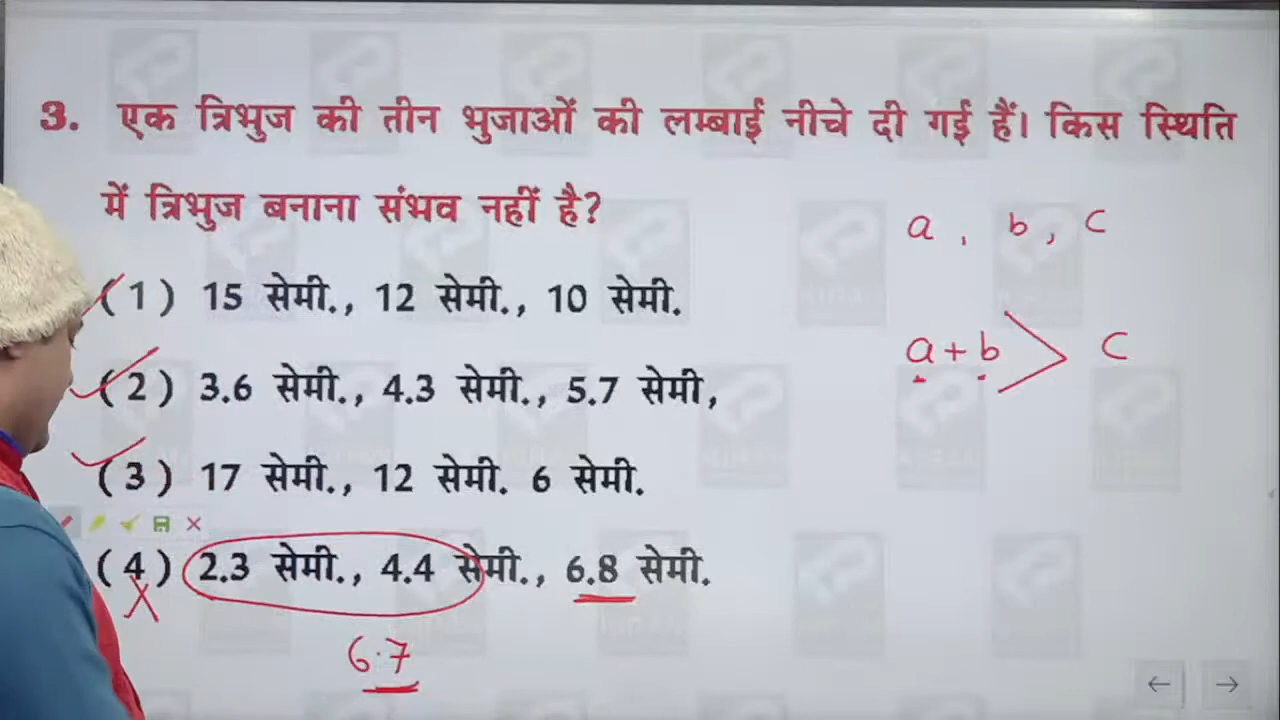 3. एक त्रिभुज की तीन भुजाओं की लम्बाई नीचे दी गई हैं। किस स्थिति
में त्रिभुज बनाना संभव नहीं है?
a , b , c
(1) 15 सेमी., 12 सेमी., 10 सेमी.
a + b > c
(2) 3.6 सेमी., 4.3 सेमी., 5.7 सेमी,
(3) 17 सेमी., 12 सेमी. 6 सेमी.
(4) 2.3 सेमी., 4.4 सेमी., 6.8 सेमी.
6.7